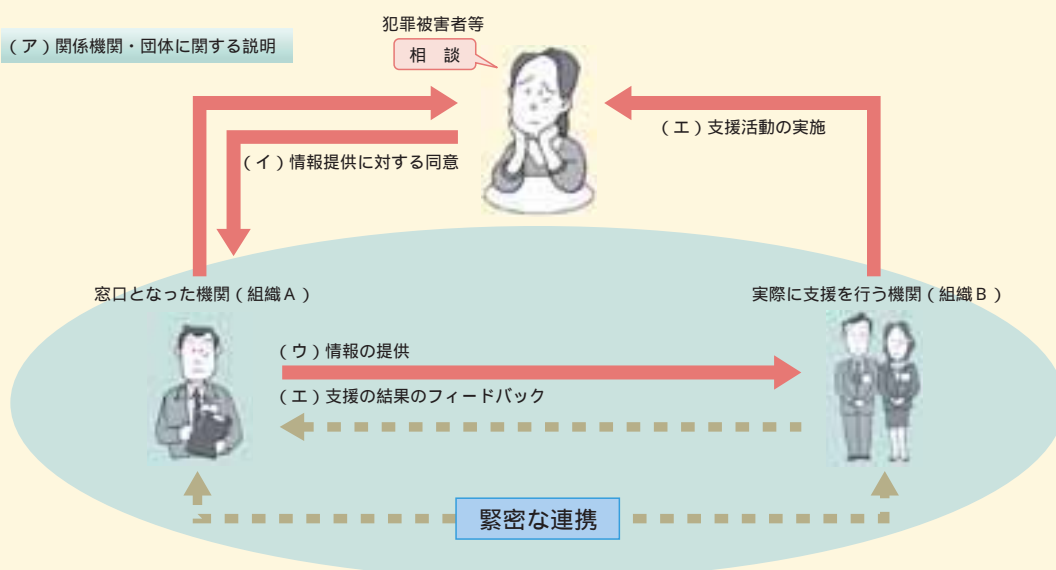 犯罪被害者等
（ア）関係機関・団体に関する説明
相 談
（エ）支援活動の実施
（イ）情報提供に対する同意
窓口となった機関（組織Ａ）
実際に支援を行う機関（組織Ｂ）
（ウ）情報の提供
（エ）支援の結果のフィードバック
緊密な連携